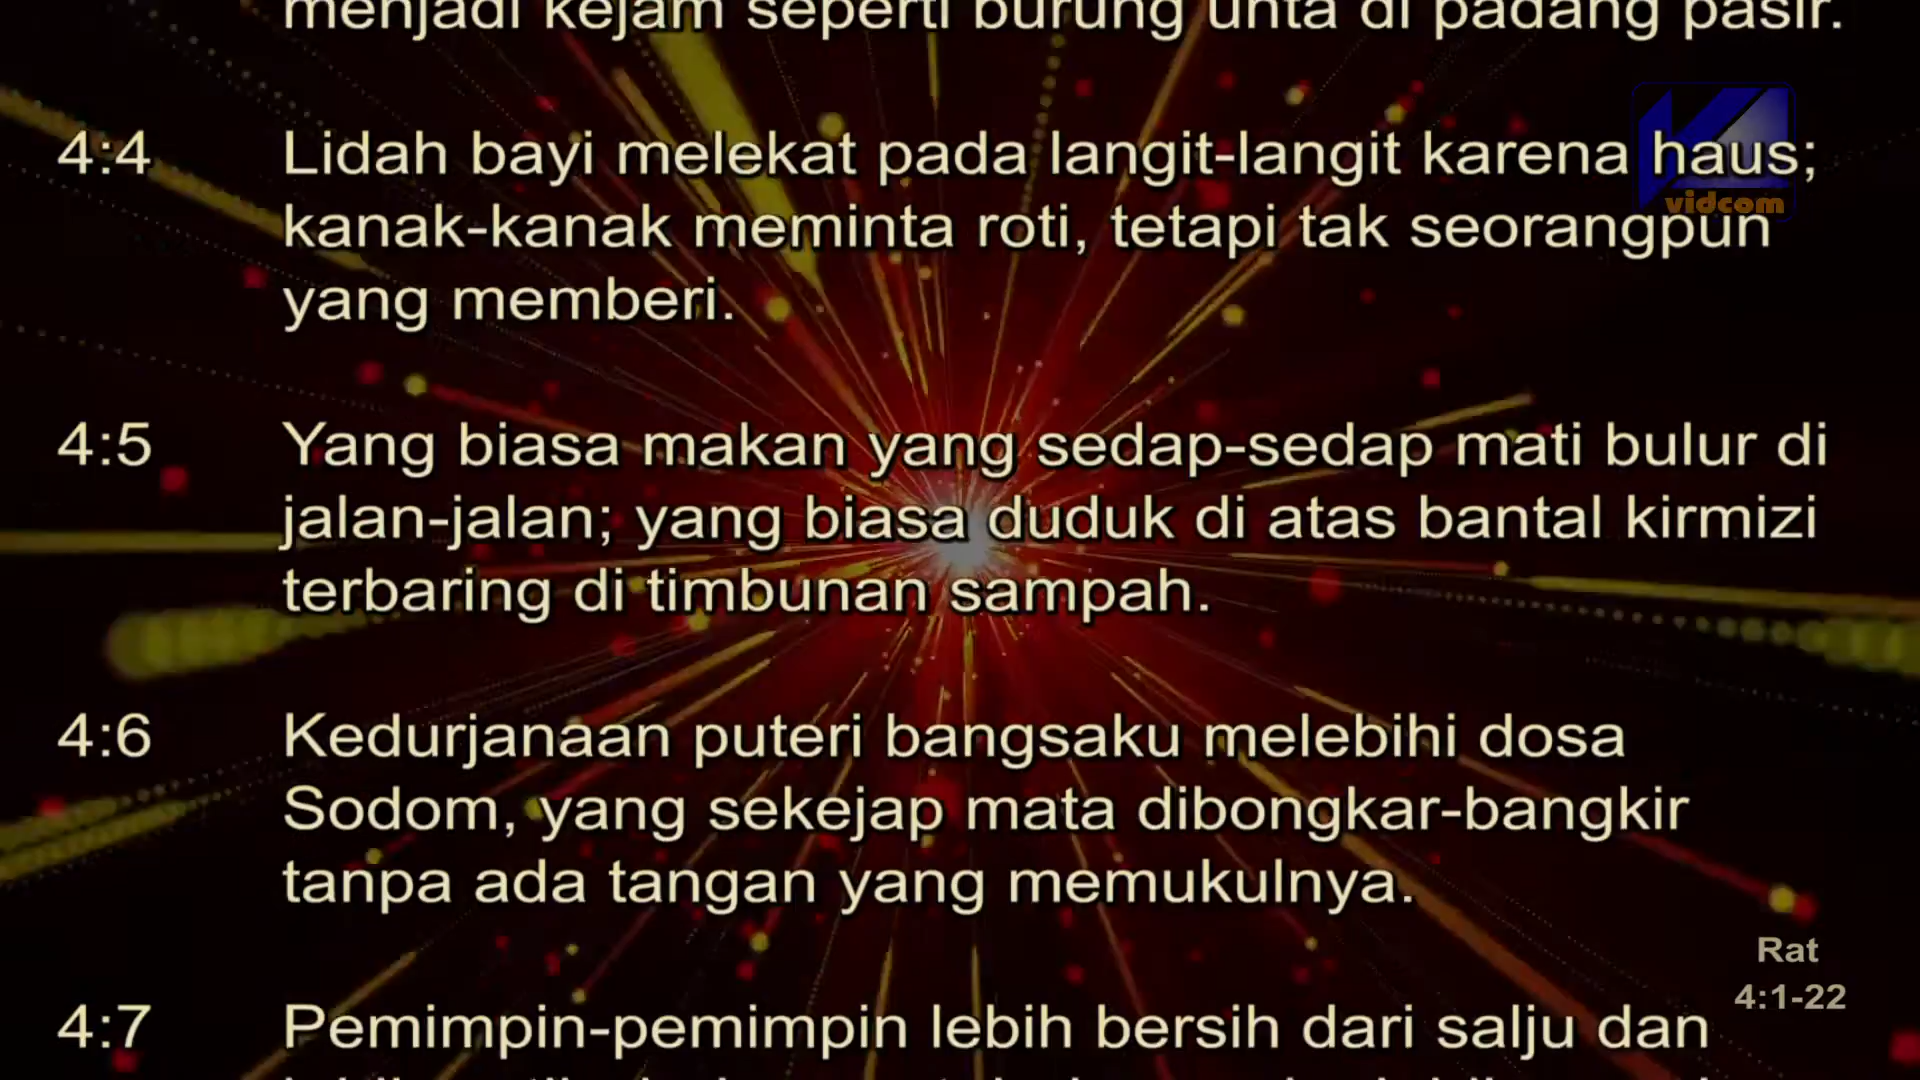 menjadi kejam seperti burung unta di padang pasir.
4:4 Lidah bayi melekat pada langit-langit karena haus;
kanak-kanak meminta roti, tetapi tak seorangpun
yang memberi.
vidcom
4:5 Yang biasa makan yang sedap-sedap mati bulur di
jalan-jalan; yang biasa duduk di atas bantal kirmizi
terbaring di timbunan sampah.
4:6 Kedurjanaan puteri bangsaku melebihi dosa
Sodom, yang sekejap mata dibongkar-bangkir
tanpa ada tangan yang memukulnya.
Rat
4:1-22
4:7 Pemimpin-pemimpin lebih bersih dari salju dan